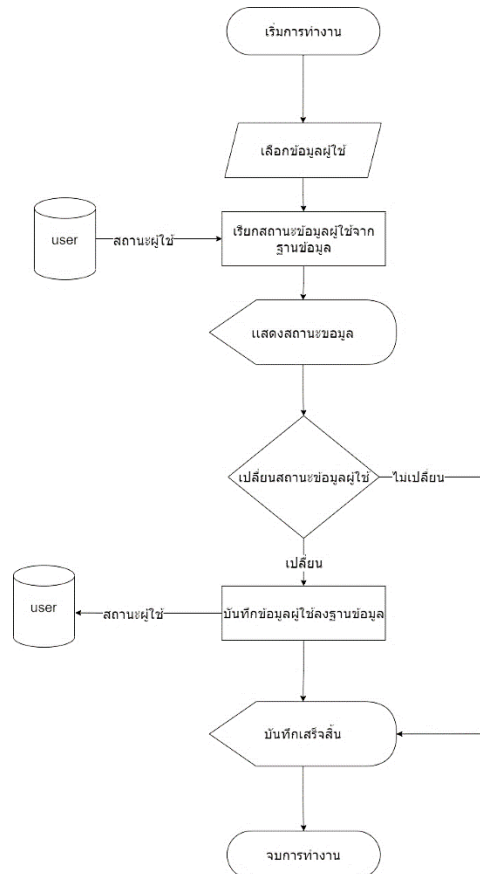 เริ่มการทำงาน
เลือกข้อมูลผู้ใช้
user
สถานะผู้ใช้
เรียกสถานะข้อมูลผู้ใช้จาก
ฐานข้อมูล
แสดงสถานะขอมูล
เปลี่ยนสถานะข้อมูลผู้ใช้
ไม่เปลี่ยน
เปลี่ยน
user
สถานะผู้ใช้
บันทึกข้อมูลผู้ใช้ลงฐานข้อมูล
บันทึกเสร็จสิ้น
จบการทำงาน